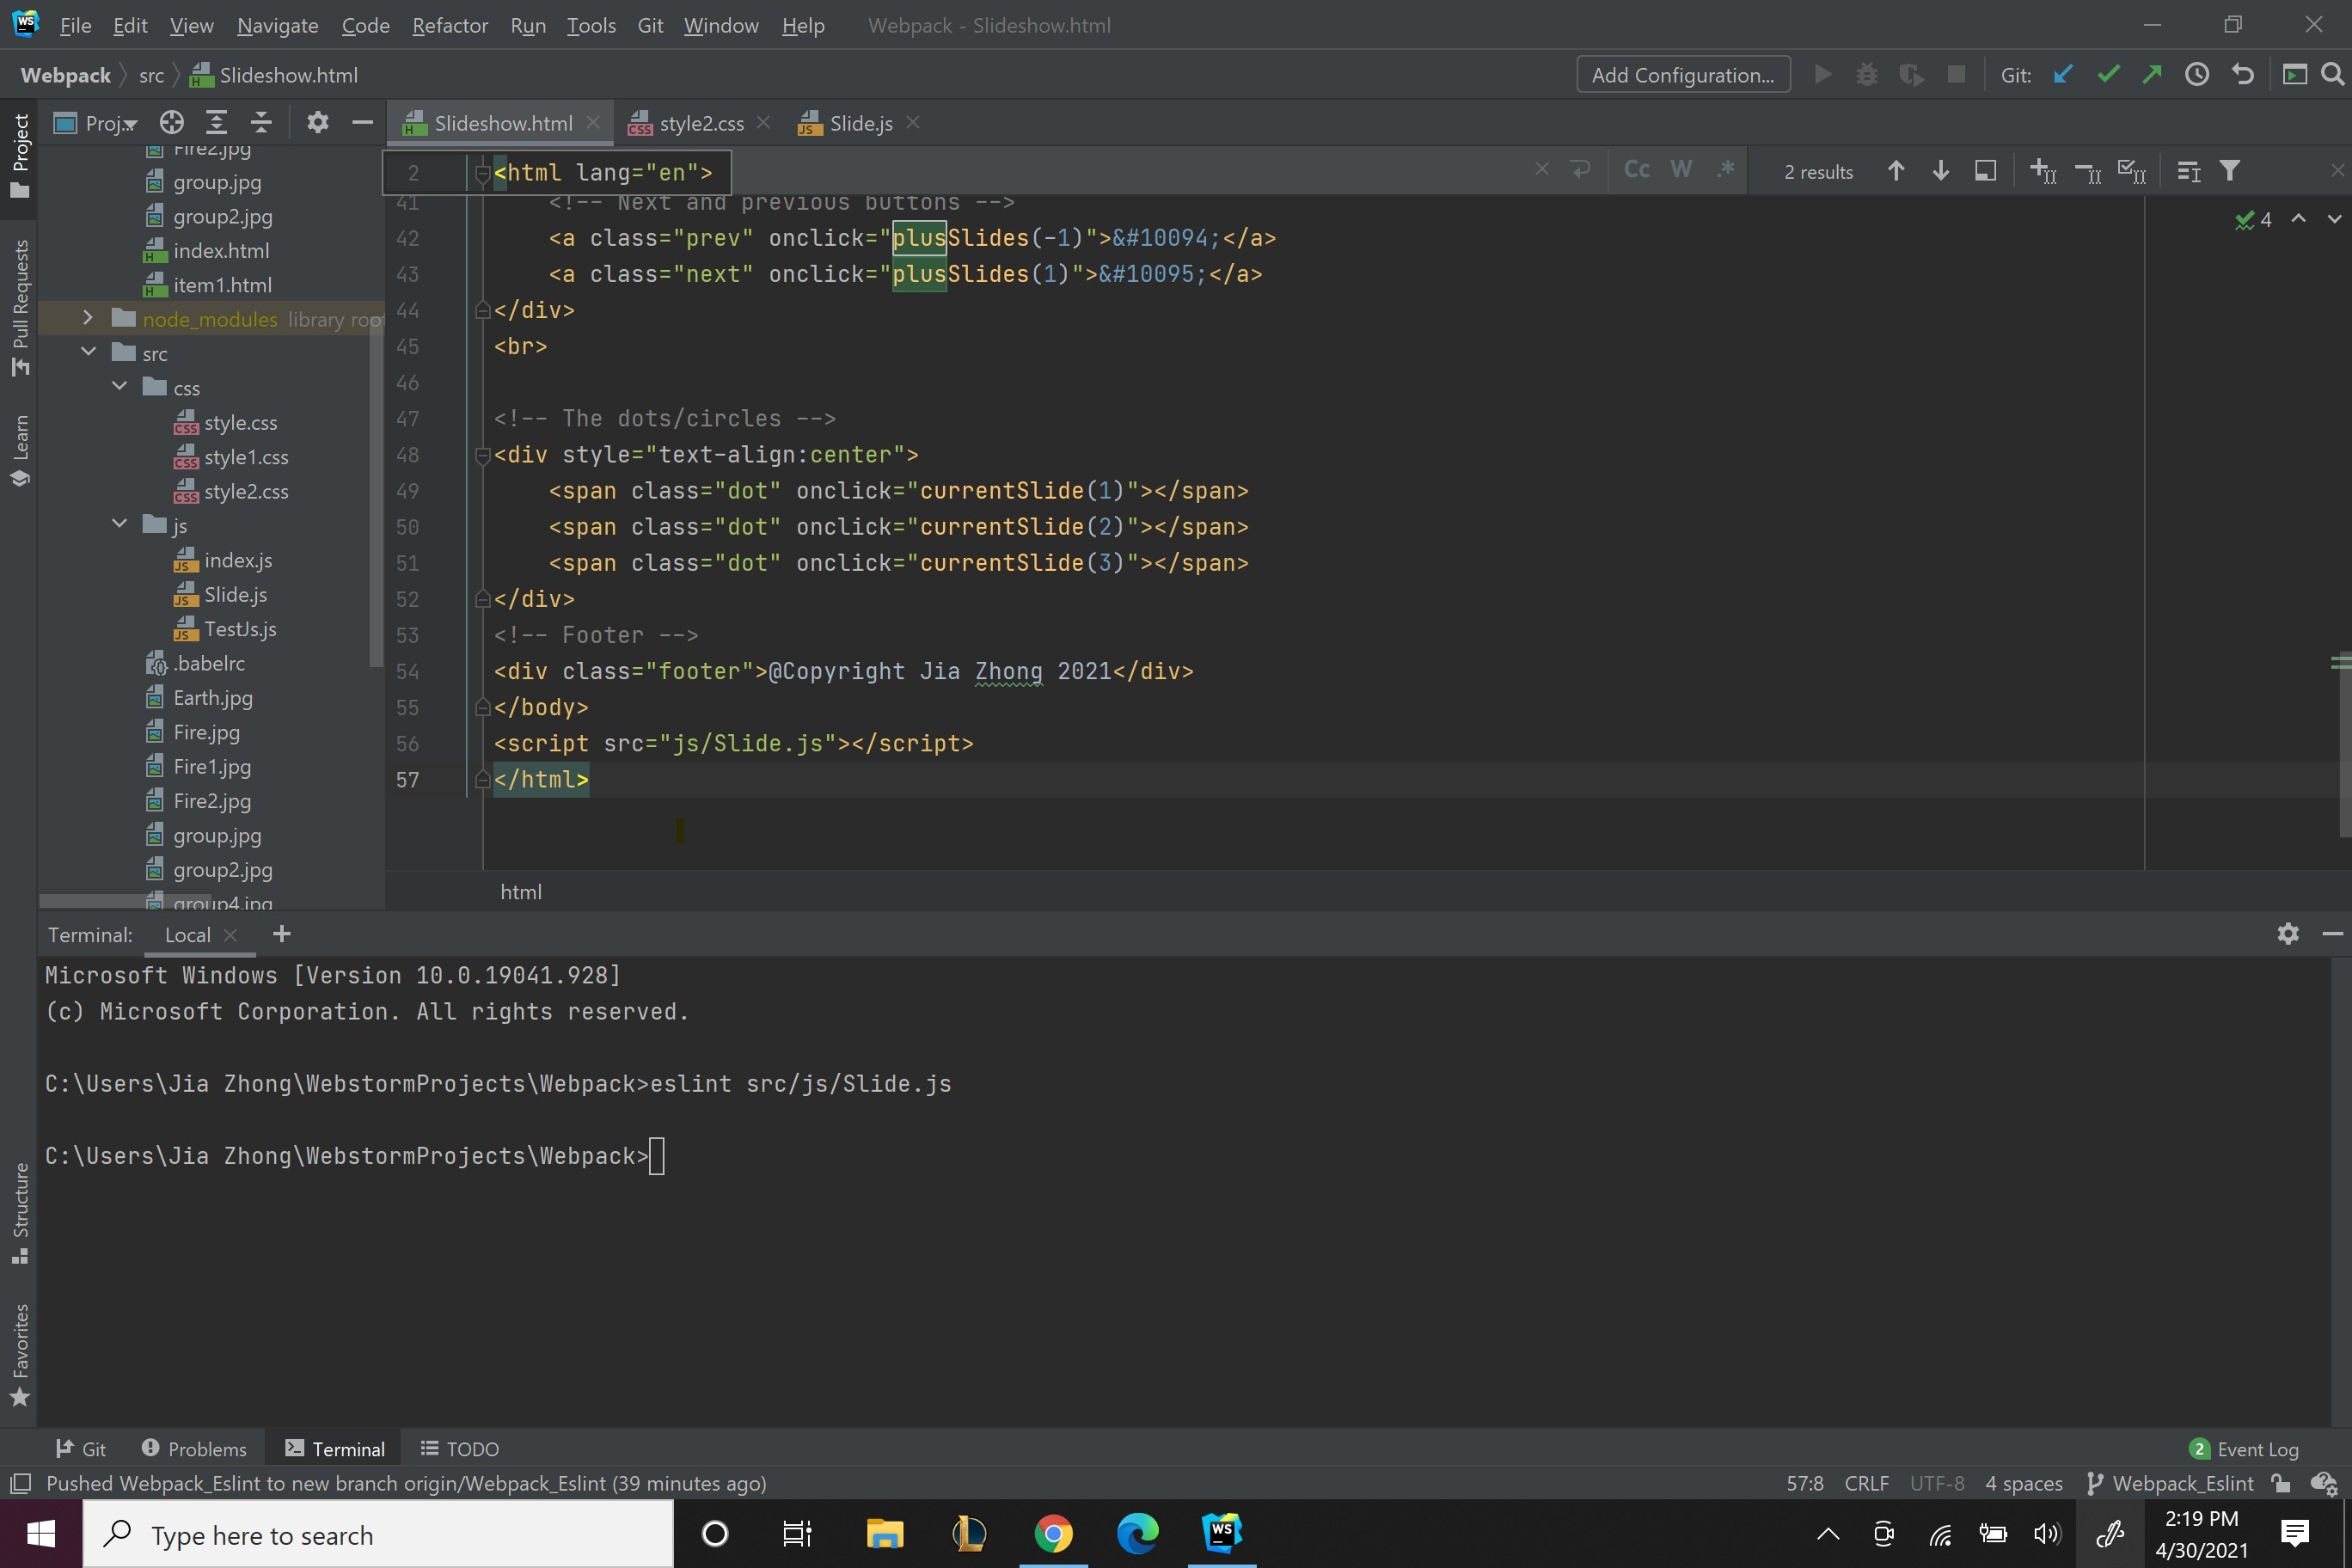 WS File Edit View Navigate Code Refactor Run Tools Git Window Help Webpack - Slideshow.html
Webpack src Slideshow.html Add Configuration... Git:
Proj... Slideshow.html style2.css Slide.js
Project
Pull Requests
Learn
Structure
Favorites
Fire2.jpg
group.jpg
group2.jpg
index.html
item1.html
node_modules library root
src
css
style.css
style1.css
style2.css
js
index.js
Slide.js
TestJs.js
.babelrc
Earth.jpg
Fire.jpg
Fire1.jpg
Fire2.jpg
group.jpg
group2.jpg
group4.jpg
2 <html lang="en"> Cc W .* 2 results
4
41 <!-- Next and previous buttons -->
42 <a class="prev" onclick="plusSlides(-1)">&#10094;</a>
43 <a class="next" onclick="plusSlides(1)">&#10095;</a>
44 </div>
45 <br>
46
47 <!-- The dots/circles -->
48 <div style="text-align:center">
49 <span class="dot" onclick="currentSlide(1)"></span>
50 <span class="dot" onclick="currentSlide(2)"></span>
51 <span class="dot" onclick="currentSlide(3)"></span>
52 </div>
53 <!-- Footer -->
54 <div class="footer">@Copyright Jia Zhong 2021</div>
55 </body>
56 <script src="js/Slide.js"></script>
57 </html>
html
Terminal: Local
Microsoft Windows [Version 10.0.19041.928]
(c) Microsoft Corporation. All rights reserved.
C:\Users\Jia Zhong\WebstormProjects\Webpack>eslint src/js/Slide.js
C:\Users\Jia Zhong\WebstormProjects\Webpack>
Git Problems Terminal TODO 2 Event Log
Pushed Webpack_Eslint to new branch origin/Webpack_Eslint (39 minutes ago) 57:8 CRLF UTF-8 4 spaces Webpack_Eslint
Type here to search WS 2:19 PM
4/30/2021